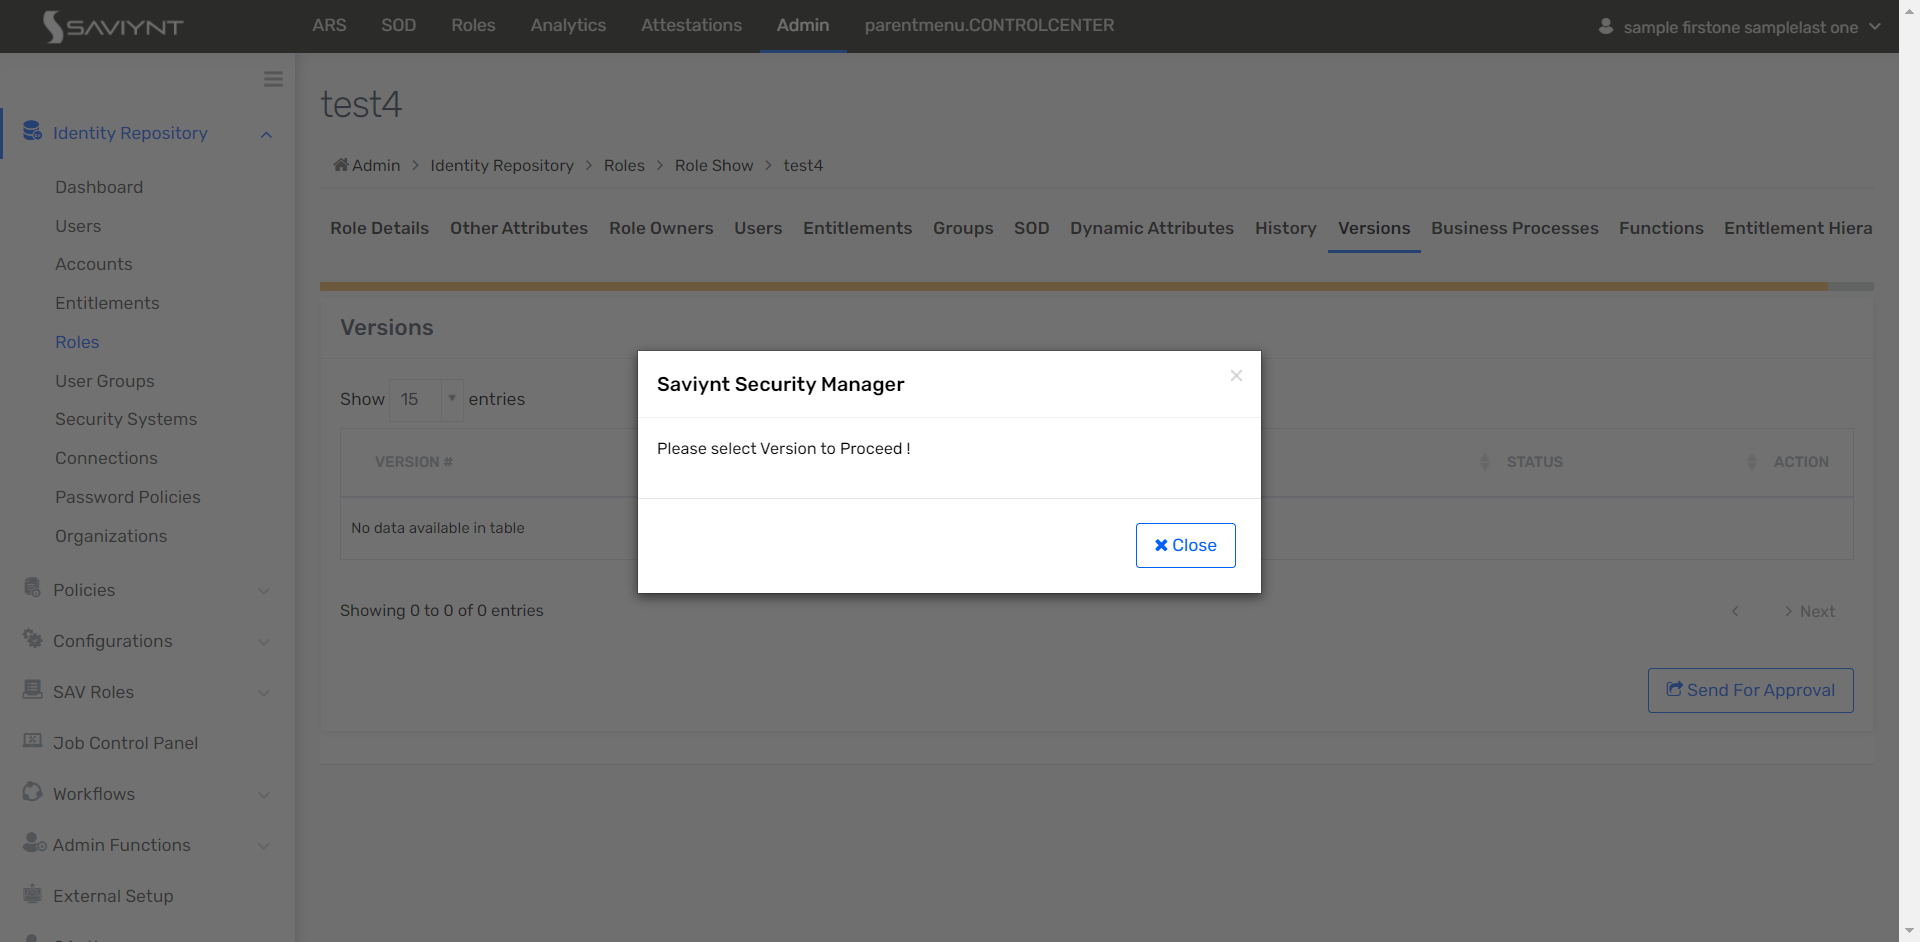 SAVIYNT
ARS SOD Roles Analytics Attestations Admin parentmenu.CONTROLCENTER
sample firstone samplelast one
Identity Repository
Dashboard
Users
Accounts
Entitlements
Roles
User Groups
Security Systems
Connections
Password Policies
Organizations
Policies
Configurations
SAV Roles
Job Control Panel
Workflows
Admin Functions
External Setup
test4
Admin > Identity Repository > Roles > Role Show > test4
Role Details Other Attributes Role Owners Users Entitlements Groups SOD Dynamic Attributes History Versions Business Processes Functions Entitlement Hiera
Versions
Show 15 entries
VERSION # STATUS ACTION
No data available in table
Showing 0 to 0 of 0 entries
Next
Send For Approval
Saviynt Security Manager
Please select Version to Proceed !
Close